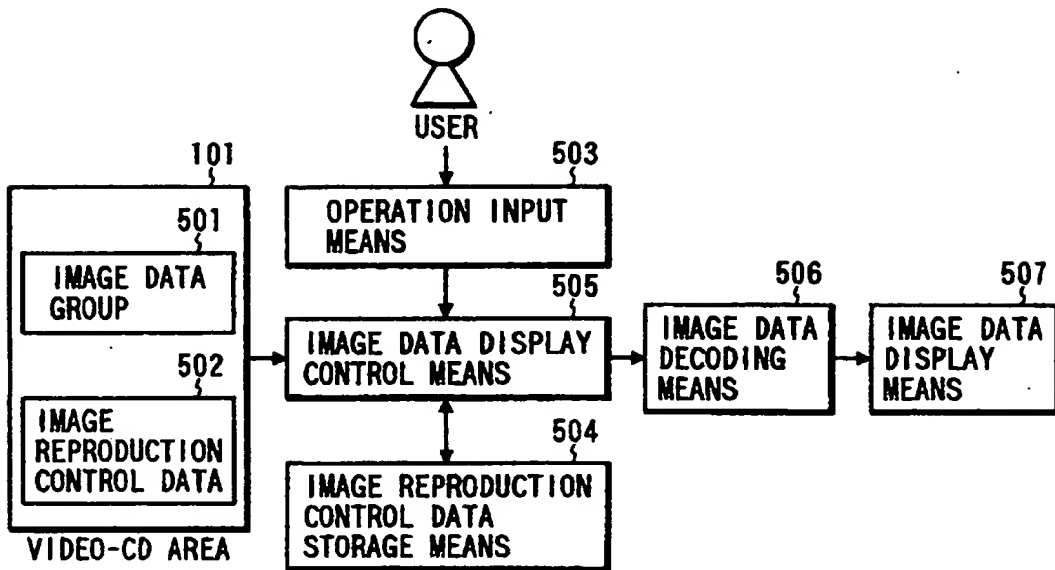 USER
101
501
IMAGE DATA
GROUP
502
IMAGE
REPRODUCTION
CONTROL DATA
VIDEO-CD AREA
503
OPERATION INPUT
MEANS
505
IMAGE DATA DISPLAY
CONTROL MEANS
504
IMAGE REPRODUCTION
CONTROL DATA
STORAGE MEANS
506
IMAGE DATA
DECODING
MEANS
507
IMAGE DATA
DISPLAY
MEANS